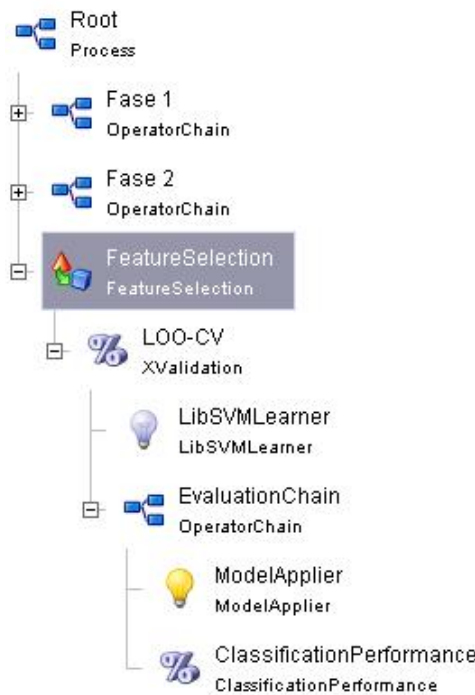 Root
Process
Fase 1
OperatorChain
Fase 2
OperatorChain
FeatureSelection
FeatureSelection
LOO-CV
XValidation
LibSVMLearner
LibSVMLearner
EvaluationChain
OperatorChain
ModelApplier
ModelApplier
ClassificationPerformance
ClassificationPerformance